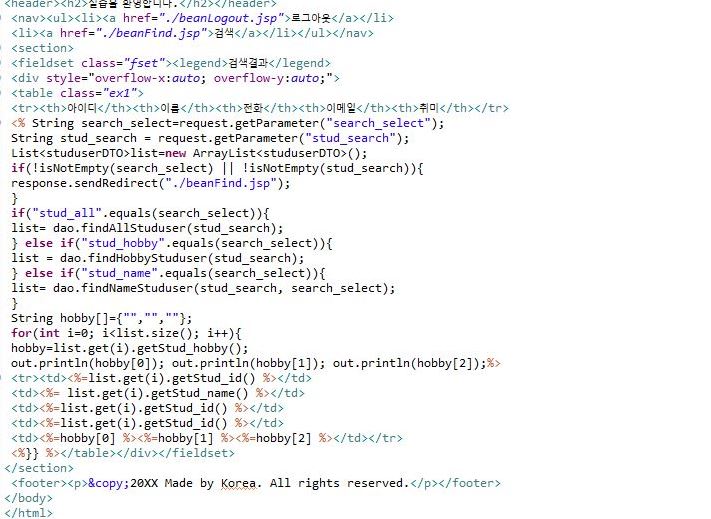 <header><h2>실습을 환영합니다.</h2></header>
<nav><ul><li><a href="./beanLogout.jsp">로그아웃</a></li>
<li><a href="./beanFind.jsp">검색</a></li></ul></nav>
<section>
<fieldset class="fset"><legend>검색결과</legend>
<div style="overflow-x:auto; overflow-y:auto;">
<table class="ex1">
<tr><th>아이디</th><th>이름</th><th>전화</th><th>이메일</th><th>취미</th></tr>
<% String search_select=request.getParameter("search_select");
String stud_search = request.getParameter("stud_search");
List<studuserDTO>list=new ArrayList<studuserDTO>();
if(!isNotEmpty(search_select) || !isNotEmpty(stud_search)){
response.sendRedirect("./beanFind.jsp");
}
if("stud_all".equals(search_select)){
list= dao.findAllStuduser(stud_search);
} else if("stud_hobby".equals(search_select)){
list = dao.findHobbyStuduser(stud_search);
} else if("stud_name".equals(search_select)){
list= dao.findNameStuduser(stud_search, search_select);
}
String hobby[]={"","",""};
for(int i=0; i<list.size(); i++){
hobby=list.get(i).getStud_hobby();
out.println(hobby[0]); out.println(hobby[1]); out.println(hobby[2]);%>
<tr><td><%=list.get(i).getStud_id() %></td>
<td><%= list.get(i).getStud_name() %></td>
<td><%=list.get(i).getStud_id() %></td>
<td><%=list.get(i).getStud_id() %></td>
<td><%=hobby[0] %><%=hobby[1] %><%=hobby[2] %></td></tr>
<%}} %></table></div></fieldset>
</section>
<footer><p>&copy;20XX Made by Korea. All rights reserved.</p></footer>
</body>
</html>